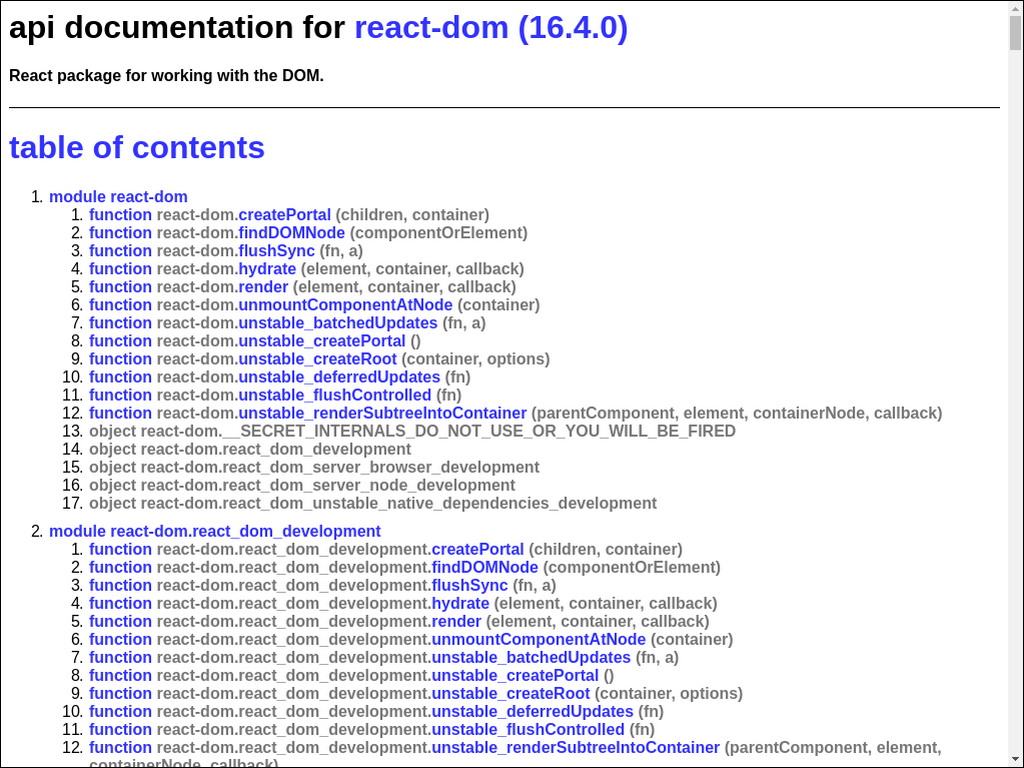 api documentation for react-dom (16.4.0)
React package for working with the DOM.
table of contents
1. module react-dom
1. function react-dom.createPortal (children, container)
2. function react-dom.findDOMNode (componentOrElement)
3. function react-dom.flushSync (fn, a)
4. function react-dom.hydrate (element, container, callback)
5. function react-dom.render (element, container, callback)
6. function react-dom.unmountComponentAtNode (container)
7. function react-dom.unstable_batchedUpdates (fn, a)
8. function react-dom.unstable_createPortal ()
9. function react-dom.unstable_createRoot (container, options)
10. function react-dom.unstable_deferredUpdates (fn)
11. function react-dom.unstable_flushControlled (fn)
12. function react-dom.unstable_renderSubtreeIntoContainer (parentComponent, element, containerNode, callback)
13. object react-dom.__SECRET_INTERNALS_DO_NOT_USE_OR_YOU_WILL_BE_FIRED
14. object react-dom.react_dom_development
15. object react-dom.react_dom_server_browser_development
16. object react-dom.react_dom_server_node_development
17. object react-dom.react_dom_unstable_native_dependencies_development
2. module react-dom.react_dom_development
1. function react-dom.react_dom_development.createPortal (children, container)
2. function react-dom.react_dom_development.findDOMNode (componentOrElement)
3. function react-dom.react_dom_development.flushSync (fn, a)
4. function react-dom.react_dom_development.hydrate (element, container, callback)
5. function react-dom.react_dom_development.render (element, container, callback)
6. function react-dom.react_dom_development.unmountComponentAtNode (container)
7. function react-dom.react_dom_development.unstable_batchedUpdates (fn, a)
8. function react-dom.react_dom_development.unstable_createPortal ()
9. function react-dom.react_dom_development.unstable_createRoot (container, options)
10. function react-dom.react_dom_development.unstable_deferredUpdates (fn)
11. function react-dom.react_dom_development.unstable_flushControlled (fn)
12. function react-dom.react_dom_development.unstable_renderSubtreeIntoContainer (parentComponent, element,
containerNode, callback)